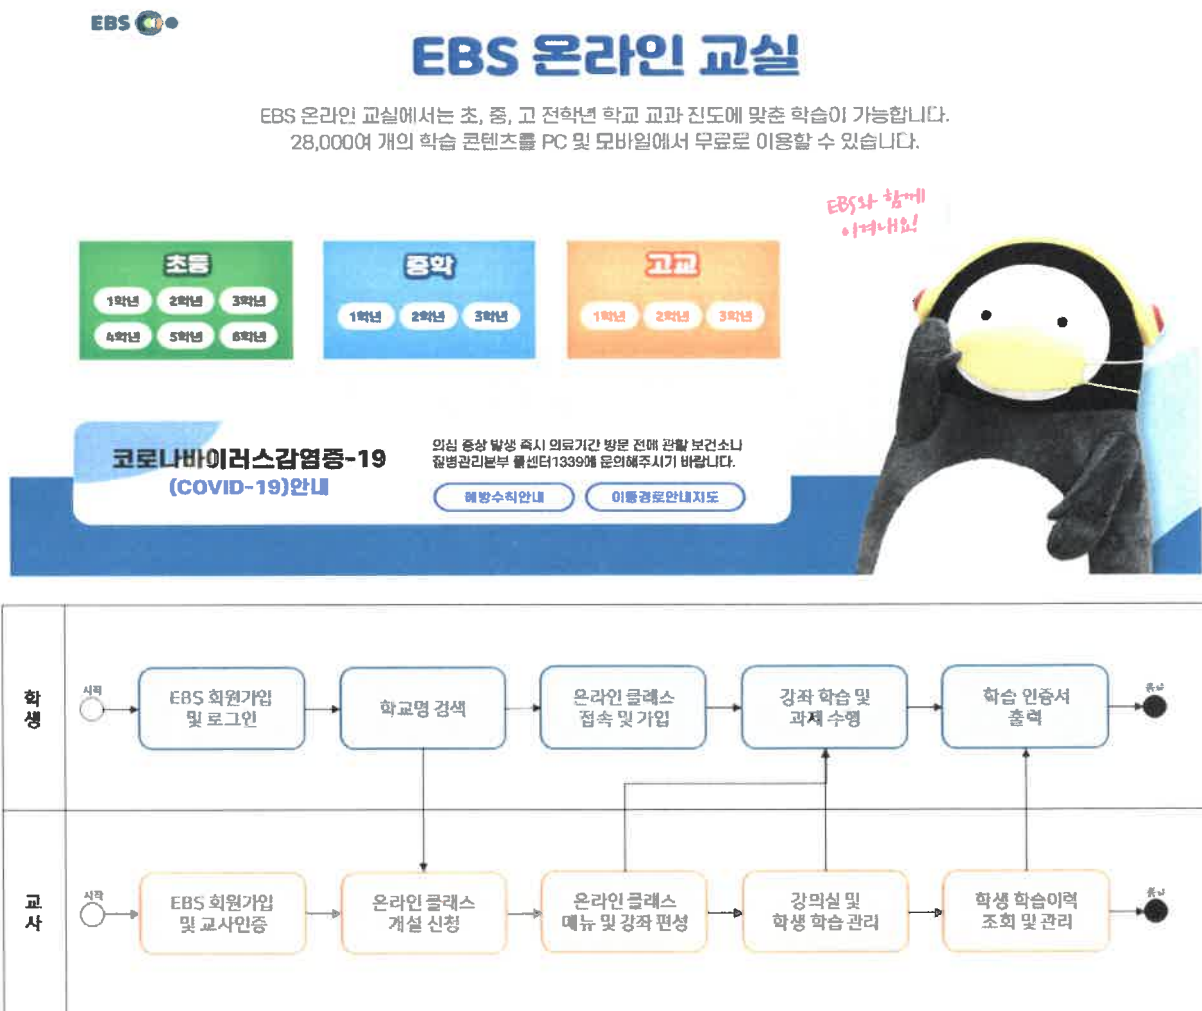 EBS
EBS 온라인 교실
EBS 온라인 교실에서는 초, 중, 고 전학년 학교 교과 진도에 맞춘 학습이 가능합니다.
28,000여 개의 학습 콘텐츠를 PC 및 모바일에서 무료로 이용할 수 있습니다.
EBS와 함께
이겨내요!
초등
1학년 2학년 3학년
4학년 5학년 6학년
중학
1학년 2학년 3학년
고교
1학년 2학년 3학년
코로나바이러스감염증-19
(COVID-19)안내
의심 증상 발생 즉시 의료기간 방문 전에 관할 보건소나
질병관리본부 콜센터1339에 문의해주시기 바랍니다.
예방수칙안내
이동경로안내지도
학생
시작
EBS 회원가입
및 로그인
학교명 검색
온라인 클래스
접속 및 가입
강좌 학습 및
과제 수행
학습 인증서
출력
종료
교사
시작
EBS 회원가입
및 교사인증
온라인 클래스
개설 신청
온라인 클래스
메뉴 및 강좌 편성
강의실 및
학생 학습 관리
학생 학습이력
조회 및 관리
종료